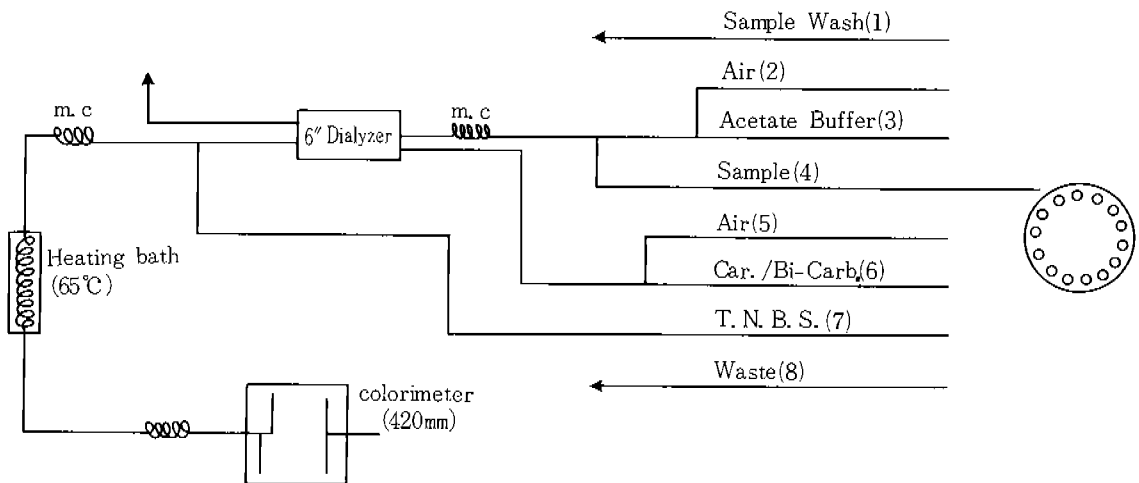 Sample Wash(1)
Air(2)
m. c
m. c
6″ Dialyzer
Acetate Buffer(3)
Sample(4)
Air(5)
Heating bath
(65℃)
Car. /Bi-Carb.(6)
T. N. B. S. (7)
Waste(8)
colorimeter
(420mm)